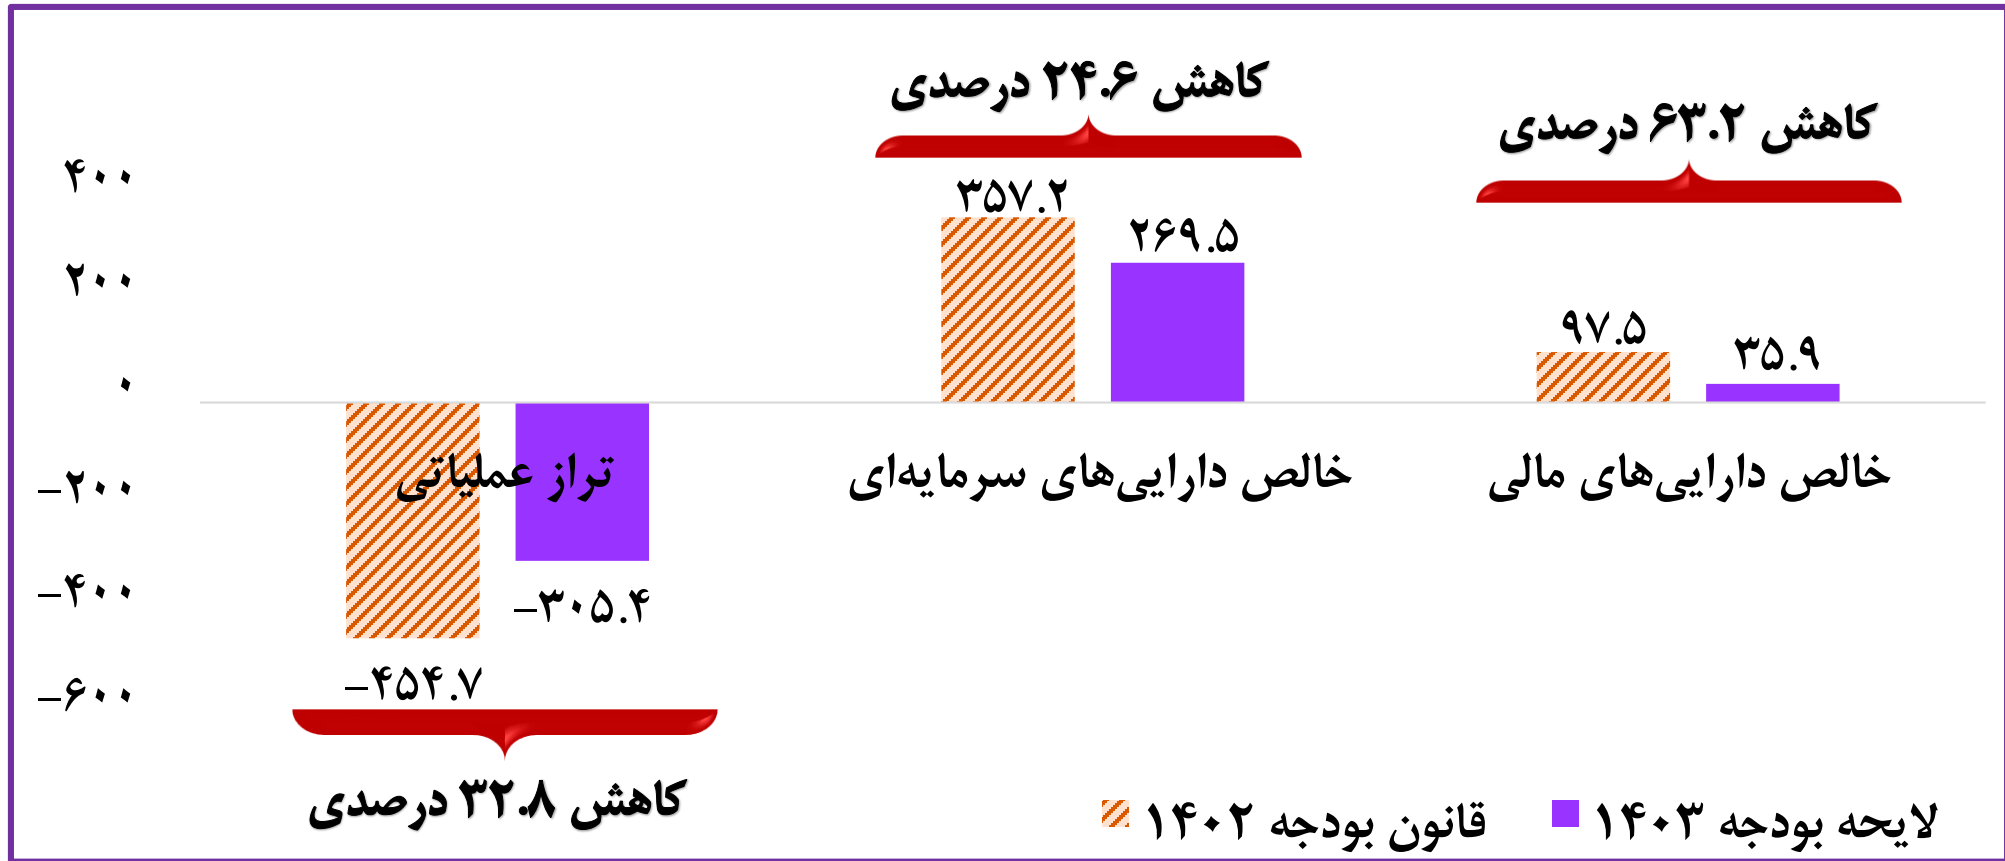 کاهش ۲۴.۶ درصدی
کاهش ۶۳.۲ درصدی
۴۰۰
۲۰۰
۰
-۲۰۰
-۴۰۰
-۶۰۰
۳۵۷.۲
۲۶۹.۵
۹۷.۵
۳۵.۹
تراز عملیاتی
خالص دارایی‌های سرمایه‌ای
خالص دارایی‌های مالی
-۳۰۵.۴
-۴۵۴.۷
کاهش ۳۲.۸ درصدی
قانون بودجه ۱۴۰۲
لایحه بودجه ۱۴۰۳